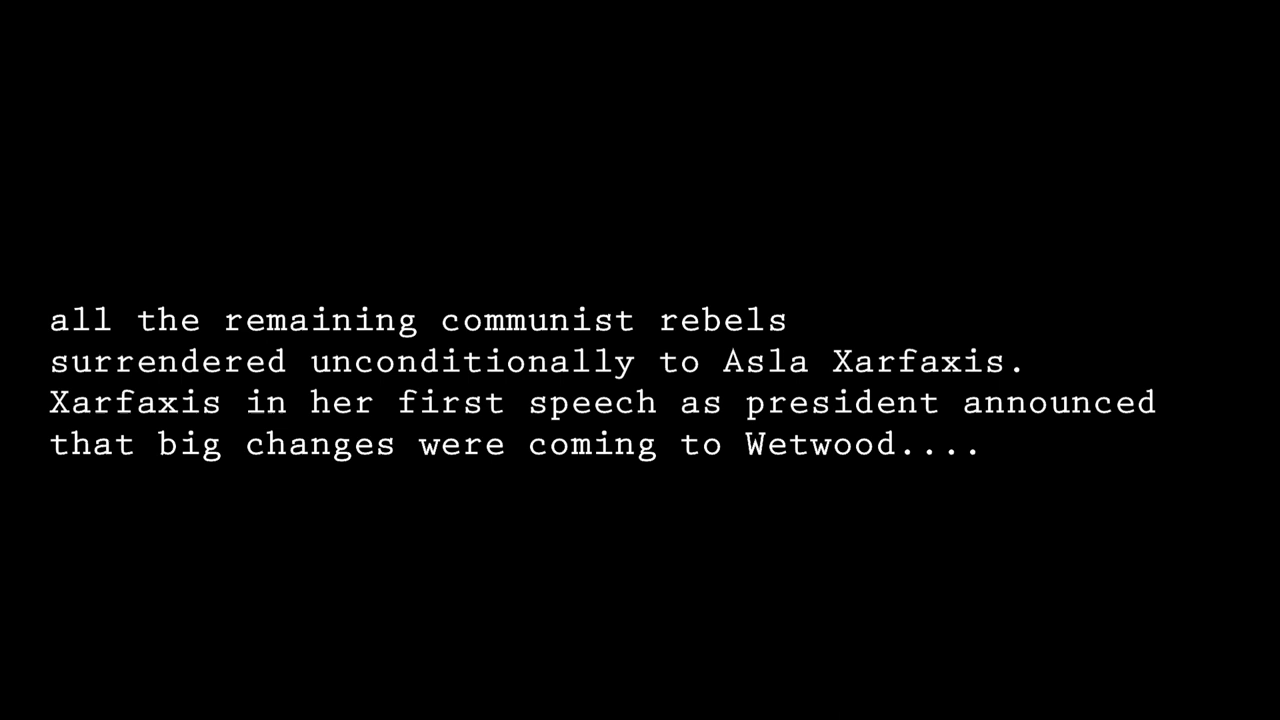 all the remaining communist rebels
surrendered unconditionally to Asla Xarfaxis.
Xarfaxis in her first speech as president announced
that big changes were coming to Wetwood....